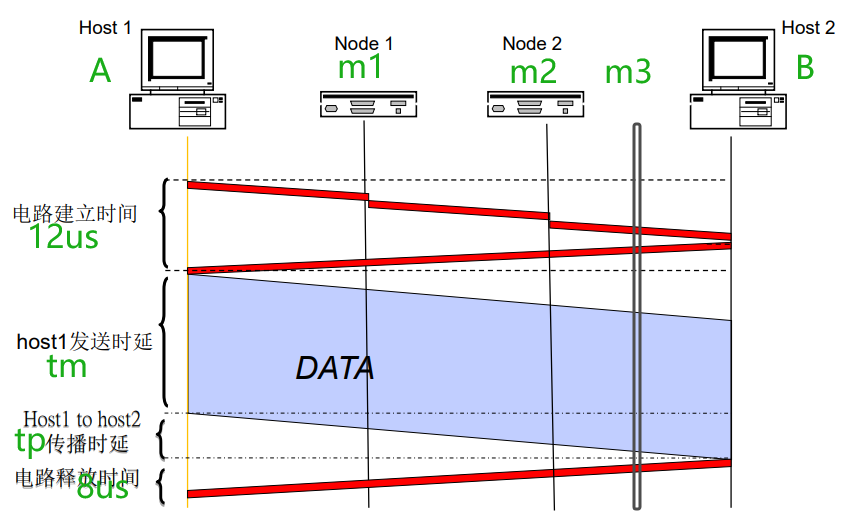 Host 1
Host 2
Node 1
Node 2
A
m1
m2
m3
B
电路建立时间
12us
host1发送时延
tm
DATA
Host1 to host2
tp传播时延
电路释放时间
8us